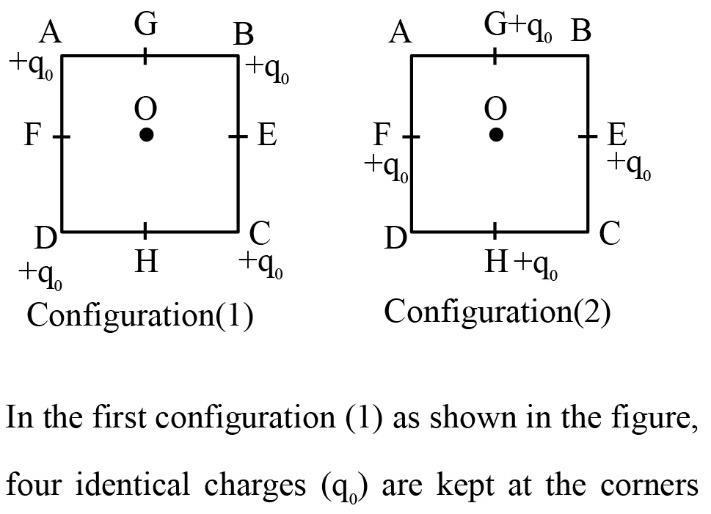 A G B
+q₀ +q₀
O
F E
D C
+q₀ H +q₀
Configuration(1)
A G+q₀ B
O
F E
+q₀ +q₀
D C
H+q₀
Configuration(2)
In the first configuration (1) as shown in the figure,
four identical charges (q₀) are kept at the corners